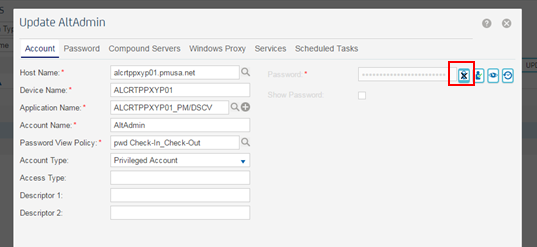 Update AltAdmin
Account Password Compound Servers Windows Proxy Services Scheduled Tasks
Host Name:* alcrtppxyp01.pmusa.net
Password:*
Device Name:* ALCRTPPXYP01
Show Password:
Application Name:* ALCRTPPXYP01_PM/DSCV
Account Name:* AltAdmin
Password View Policy:* pwd Check-In_Check-Out
Account Type: Privileged Account
Access Type:
Descriptor 1:
Descriptor 2: